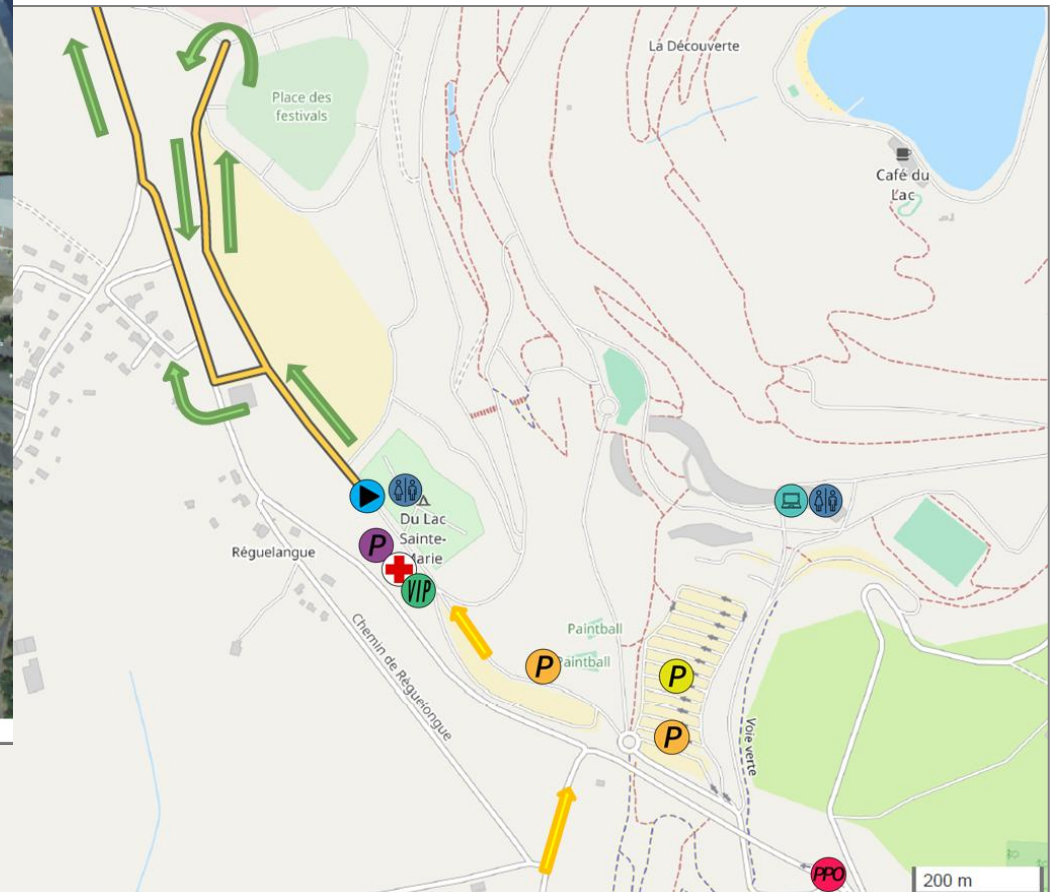 La Découverte
Place des
festivals
Café du
Lac
Du Lac
Sainte-
Marie
Réguelangue
P
VIP
Chemin de Règueiongue
Paintball
Paintball
P
P
P
Voie verte
PPO
200 m